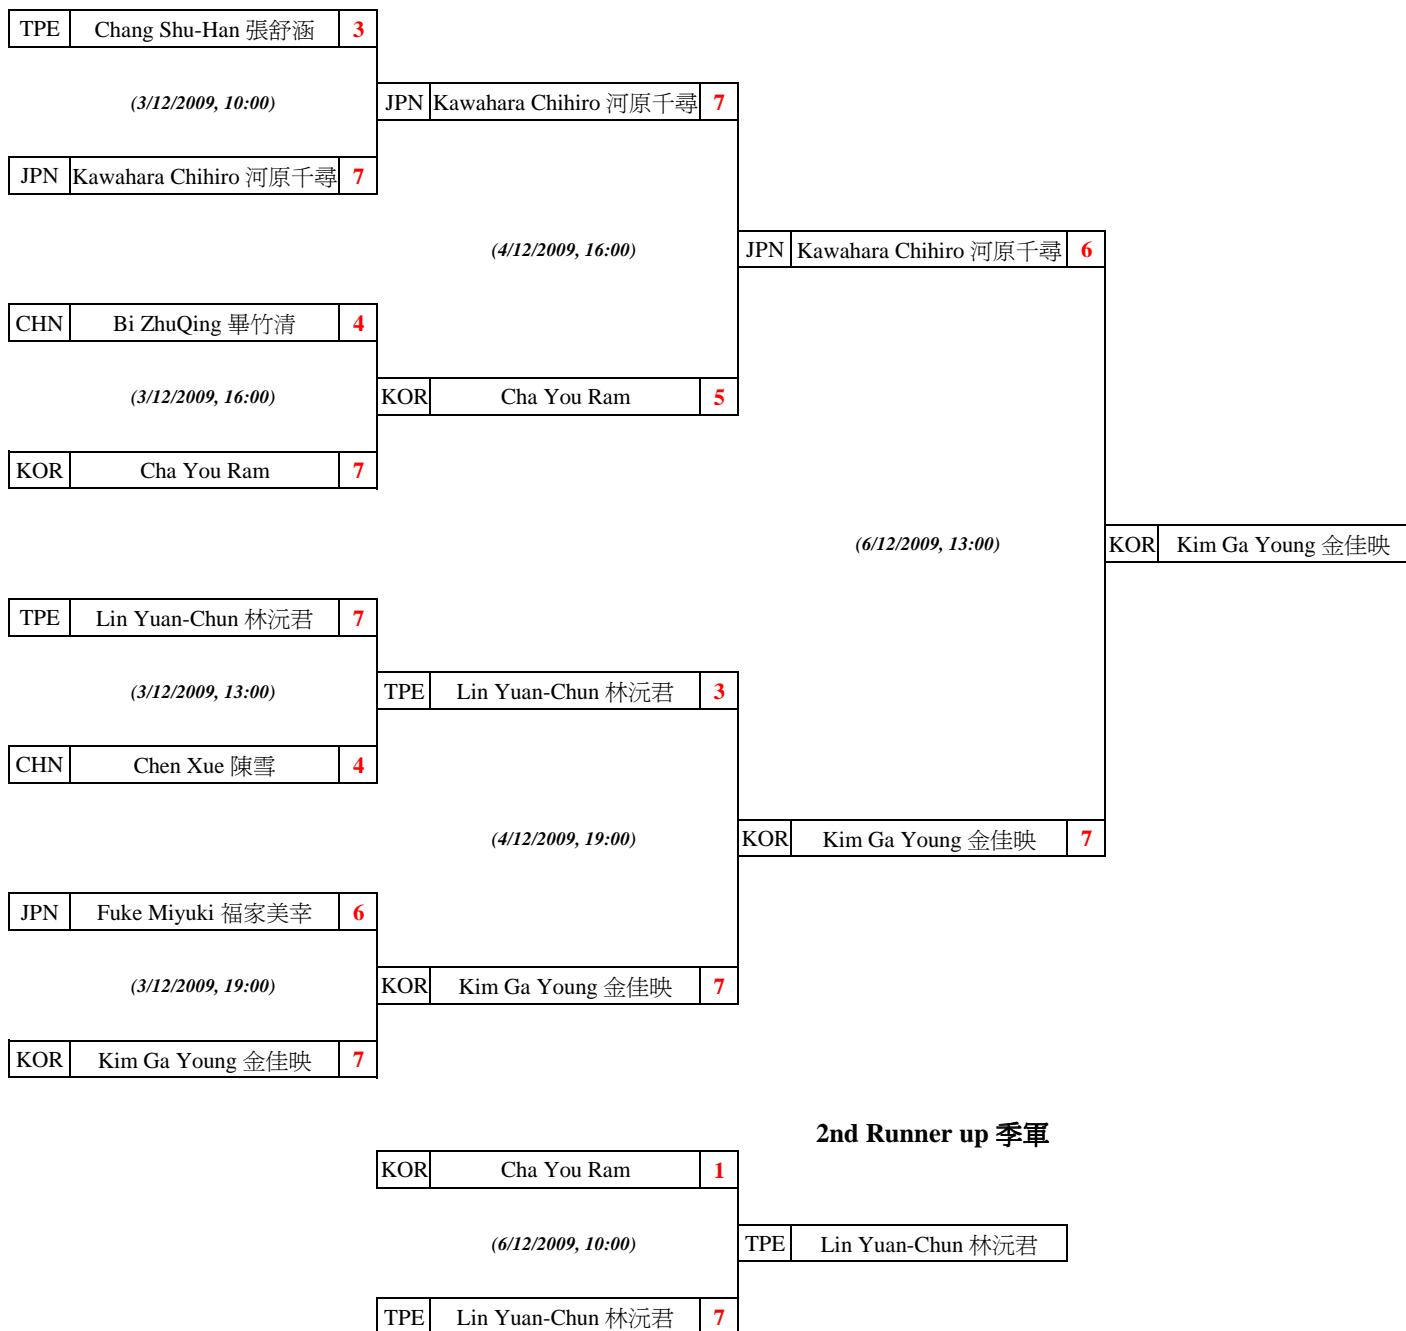 TPE Chang Shu-Han 張舒涵 3
(3/12/2009, 10:00)
JPN Kawahara Chihiro 河原千尋 7
JPN Kawahara Chihiro 河原千尋 7
(4/12/2009, 16:00)
JPN Kawahara Chihiro 河原千尋 6
CHN Bi ZhuQing 畢竹清 4
(3/12/2009, 16:00)
KOR Cha You Ram 5
KOR Cha You Ram 7
(6/12/2009, 13:00)
KOR Kim Ga Young 金佳映
TPE Lin Yuan-Chun 林沅君 7
(3/12/2009, 13:00)
TPE Lin Yuan-Chun 林沅君 3
CHN Chen Xue 陳雪 4
(4/12/2009, 19:00)
KOR Kim Ga Young 金佳映 7
JPN Fuke Miyuki 福家美幸 6
(3/12/2009, 19:00)
KOR Kim Ga Young 金佳映 7
KOR Kim Ga Young 金佳映 7
2nd Runner up 季軍
KOR Cha You Ram 1
(6/12/2009, 10:00)
TPE Lin Yuan-Chun 林沅君
TPE Lin Yuan-Chun 林沅君 7